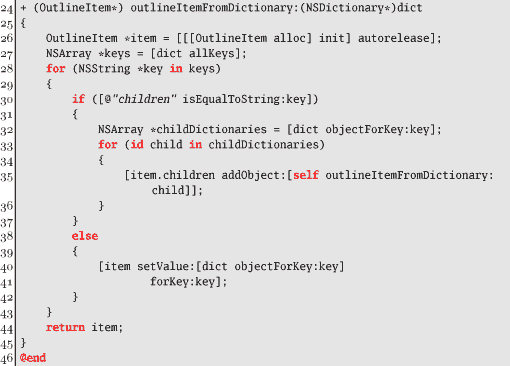 24 + (OutlineItem*) outlineItemFromDictionary:(NSDictionary*)dict
25 {
26     OutlineItem *item = [[[OutlineItem alloc] init] autorelease];
27     NSArray *keys = [dict allKeys];
28     for (NSString *key in keys)
29     {
30         if ([@"children" isEqualToString:key])
31         {
32             NSArray *childDictionaries = [dict objectForKey:key];
33             for (id child in childDictionaries)
34             {
35                 [item.children addObject:[self outlineItemFromDictionary:
                       child]];
36             }
37         }
38         else
39         {
40             [item setValue:[dict objectForKey:key]
41                     forKey:key];
42         }
43     }
44     return item;
45 }
46 @end